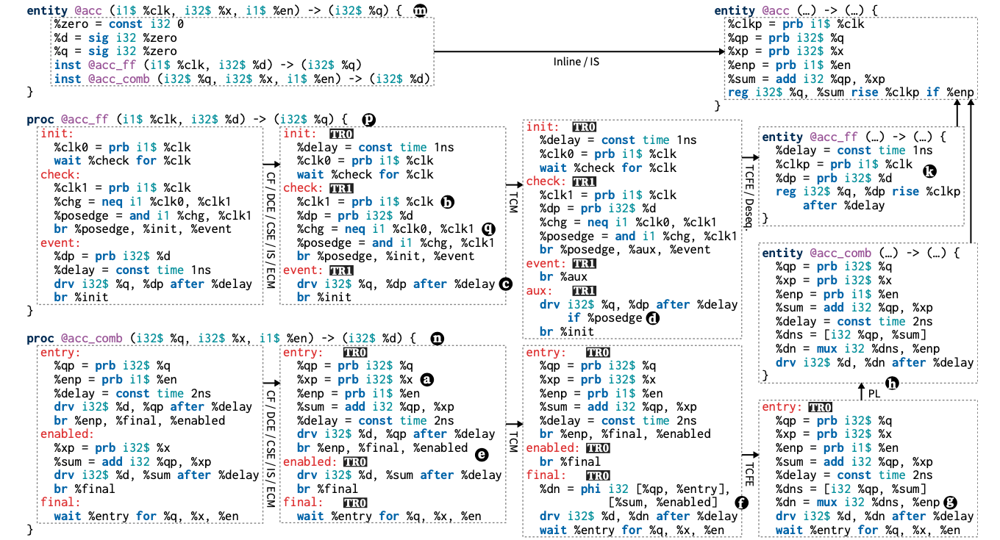 entity @acc (i1$ %clk, i32$ %x, i1$ %en) -> (i32$ %q) { m
%zero = const i32 0
%d = sig i32 %zero
%q = sig i32 %zero
inst @acc_ff (i1$ %clk, i32$ %d) -> (i32$ %q)
inst @acc_comb (i32$ %q, i32$ %x, i1$ %en) -> (i32$ %d)
}
Inline / IS
entity @acc (…) -> (…) {
%clkp = prb i1$ %clk
%qp = prb i32$ %q
%xp = prb i32$ %x
%enp = prb i1$ %en
%sum = add i32 %qp, %xp
reg i32$ %q, %sum rise %clkp if %enp
}
proc @acc_ff (i1$ %clk, i32$ %d) -> (i32$ %q) { p
init:
%clk0 = prb i1$ %clk
wait %check for %clk
check:
%clk1 = prb i1$ %clk
%chg = neq i1 %clk0, %clk1
%posedge = and i1 %chg, %clk1
br %posedge, %init, %event
event:
%dp = prb i32$ %d
%delay = const time 1ns
drv i32$ %q, %dp after %delay
br %init
}
CF / DCE / CSE / IS / ECM
init: TR0
%delay = const time 1ns
%clk0 = prb i1$ %clk
wait %check for %clk
check: TR1
%clk1 = prb i1$ %clk b
%dp = prb i32$ %d
%chg = neq i1 %clk0, %clk1 q
%posedge = and i1 %chg, %clk1
br %posedge, %init, %event
event: TR1
drv i32$ %q, %dp after %delay c
br %init
TCM
init: TR0
%delay = const time 1ns
%clk0 = prb i1$ %clk
wait %check for %clk
check: TR1
%clk1 = prb i1$ %clk
%dp = prb i32$ %d
%chg = neq i1 %clk0, %clk1
%posedge = and i1 %chg, %clk1
br %posedge, %aux, %event
event: TR1
br %aux
aux: TR1
drv i32$ %q, %dp after %delay
if %posedge d
br %init
TCFE / Deseq.
entity @acc_ff (…) -> (…) {
%delay = const time 1ns
%clkp = prb i1$ %clk k
%dp = prb i32$ %d
reg i32$ %q, %dp rise %clkp
after %delay
}
entity @acc_comb (…) -> (…) {
%qp = prb i32$ %q
%xp = prb i32$ %x
%enp = prb i1$ %en
%sum = add i32 %qp, %xp
%delay = const time 2ns
%dns = [i32 %qp, %sum]
%dn = mux i32 %dns, %enp
drv i32$ %d, %dn after %delay
}
h
PL
proc @acc_comb (i32$ %q, i32$ %x, i1$ %en) -> (i32$ %d) { n
entry:
%qp = prb i32$ %q
%enp = prb i1$ %en
%delay = const time 2ns
drv i32$ %d, %qp after %delay
br %enp, %final, %enabled
enabled:
%xp = prb i32$ %x
%sum = add i32 %qp, %xp
drv i32$ %d, %sum after %delay
br %final
final:
wait %entry for %q, %x, %en
}
CF / DCE / CSE / IS / ECM
entry: TR0
%qp = prb i32$ %q
%xp = prb i32$ %x a
%enp = prb i1$ %en
%sum = add i32 %qp, %xp
%delay = const time 2ns
drv i32$ %d, %qp after %delay
br %enp, %final, %enabled e
enabled: TR0
drv i32$ %d, %sum after %delay
br %final
final: TR0
wait %entry for %q, %x, %en
TCM
entry: TR0
%qp = prb i32$ %q
%xp = prb i32$ %x
%enp = prb i1$ %en
%sum = add i32 %qp, %xp
%delay = const time 2ns
br %enp, %final, %enabled
enabled: TR0
br %final
final: TR0
%dn = phi i32 [%qp, %entry],
[%sum, %enabled] f
drv i32$ %d, %dn after %delay
wait %entry for %q, %x, %en
TCFE
entry: TR0
%qp = prb i32$ %q
%xp = prb i32$ %x
%enp = prb i1$ %en
%sum = add i32 %qp, %xp
%delay = const time 2ns
%dns = [i32 %qp, %sum]
%dn = mux i32 %dns, %enp g
drv i32$ %d, %dn after %delay
wait %entry for %q, %x, %en